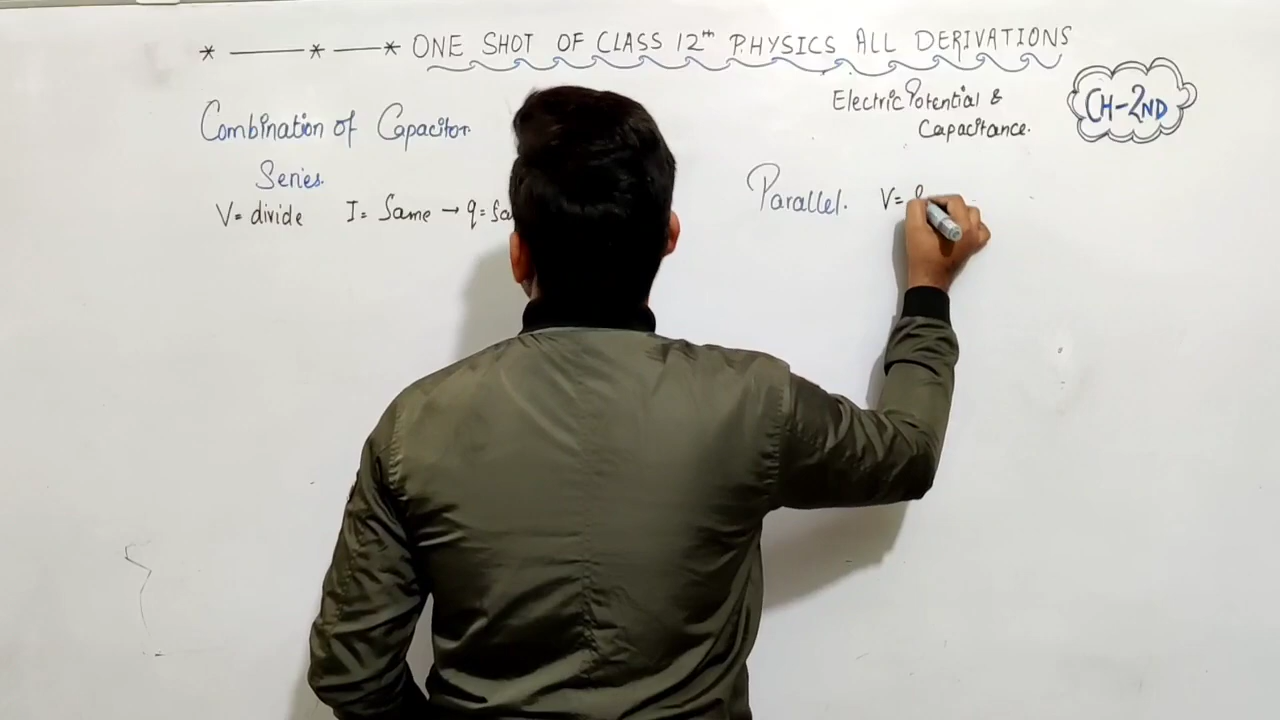 * —— * — * ONE SHOT OF CLASS 12th PHYSICS ALL DERIVATIONS
Electric Potential &
Capacitance.
CH-2ND
Combination of Capacitor
Series.
V= divide I= Same → q=
Parallel. V=